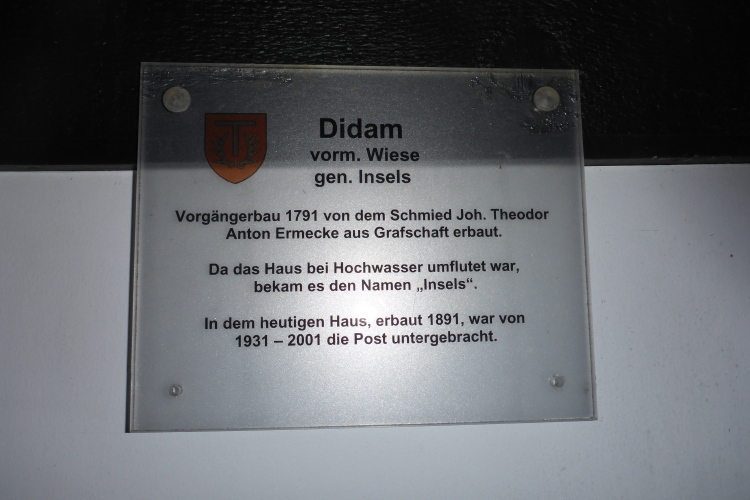 T
Didam
vorm. Wiese
gen. Insels
Vorgängerbau 1791 von dem Schmied Joh. Theodor
Anton Ermecke aus Grafschaft erbaut.
Da das Haus bei Hochwasser umflutet war,
bekam es den Namen „Insels“.
In dem heutigen Haus, erbaut 1891, war von
1931 – 2001 die Post untergebracht.